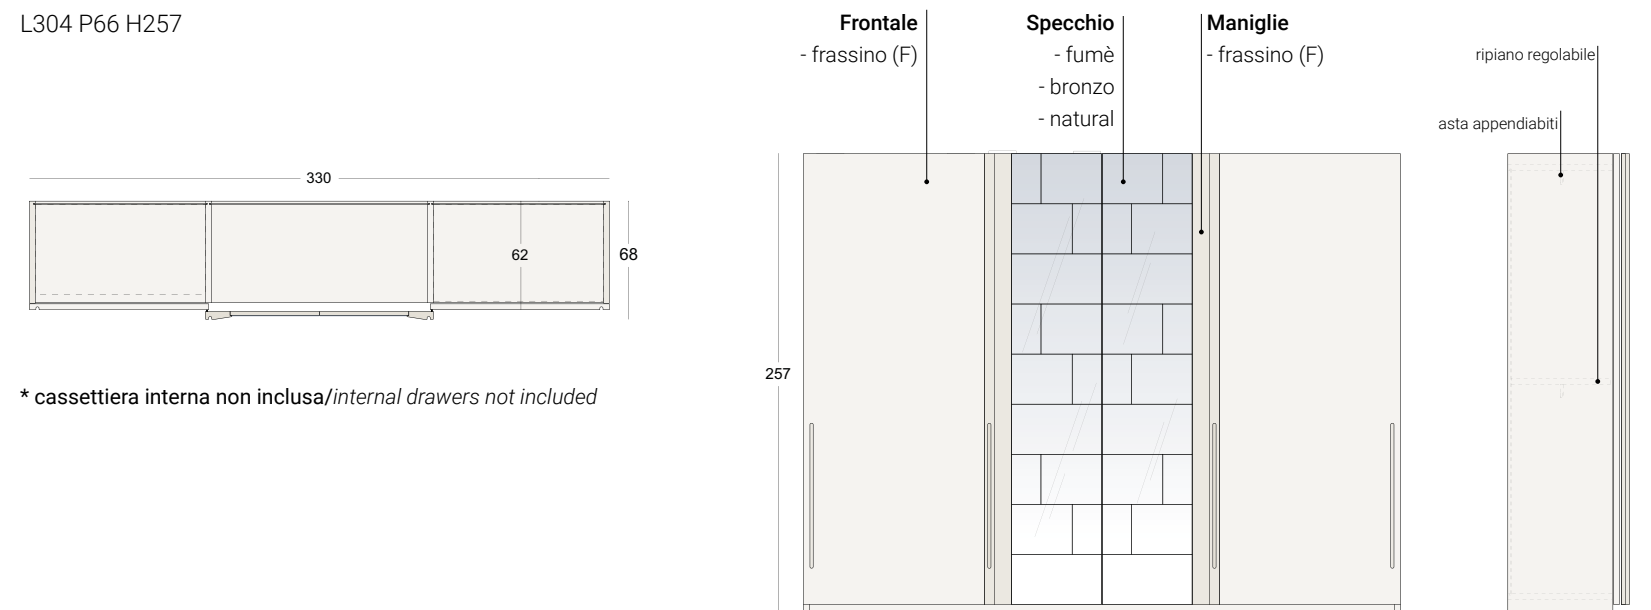 L304 P66 H257
330
62
68
* cassettiera interna non inclusa/internal drawers not included
Frontale
- frassino (F)
Specchio
- fumè
- bronzo
- natural
Maniglie
- frassino (F)
ripiano regolabile
asta appendiabiti
257